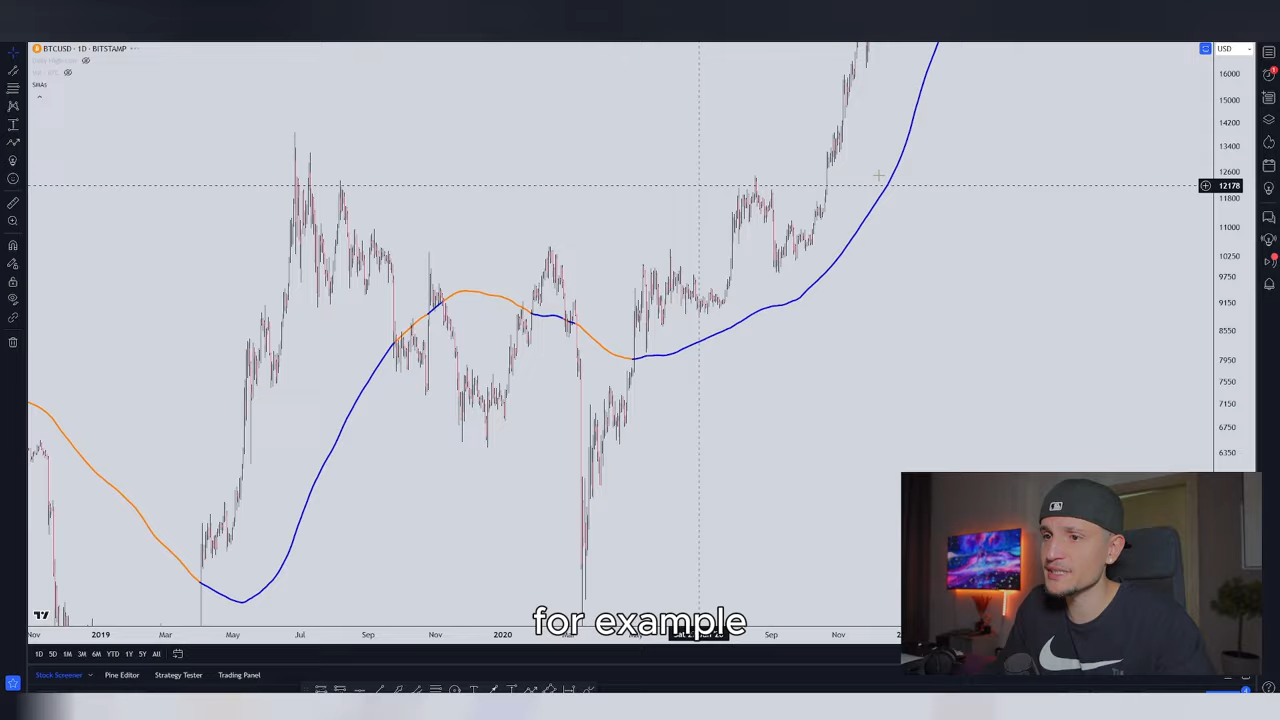 BTCUSD · 1D · BITSTAMP ···
USD
SMAs
16000
15000
14200
13400
12600
12178
11800
11000
10250
9750
9150
8550
7950
7550
7150
6750
6350
for example
Nov 2019 Mar May Jul Sep Nov 2020 Sep Nov
1D 5D 1M 3M 6M YTD 1Y 5Y All
Stock Screener Pine Editor Strategy Tester Trading Panel